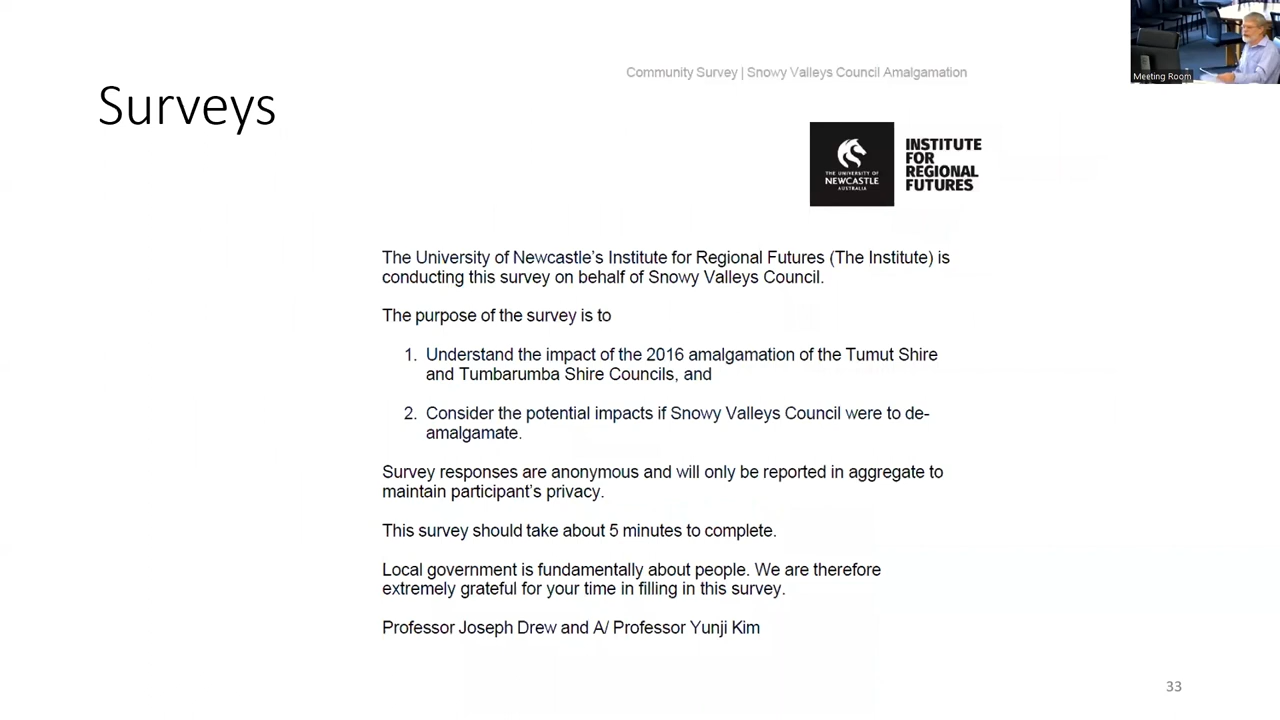 Community Survey | Snowy Valleys Council Amalgamation
Meeting Room
Surveys
THE UNIVERSITY OF
NEWCASTLE
AUSTRALIA
INSTITUTE
FOR
REGIONAL
FUTURES
The University of Newcastle's Institute for Regional Futures (The Institute) is
conducting this survey on behalf of Snowy Valleys Council.
The purpose of the survey is to
1. Understand the impact of the 2016 amalgamation of the Tumut Shire
and Tumbarumba Shire Councils, and
2. Consider the potential impacts if Snowy Valleys Council were to de-
amalgamate.
Survey responses are anonymous and will only be reported in aggregate to
maintain participant's privacy.
This survey should take about 5 minutes to complete.
Local government is fundamentally about people. We are therefore
extremely grateful for your time in filling in this survey.
Professor Joseph Drew and A/ Professor Yunji Kim
33